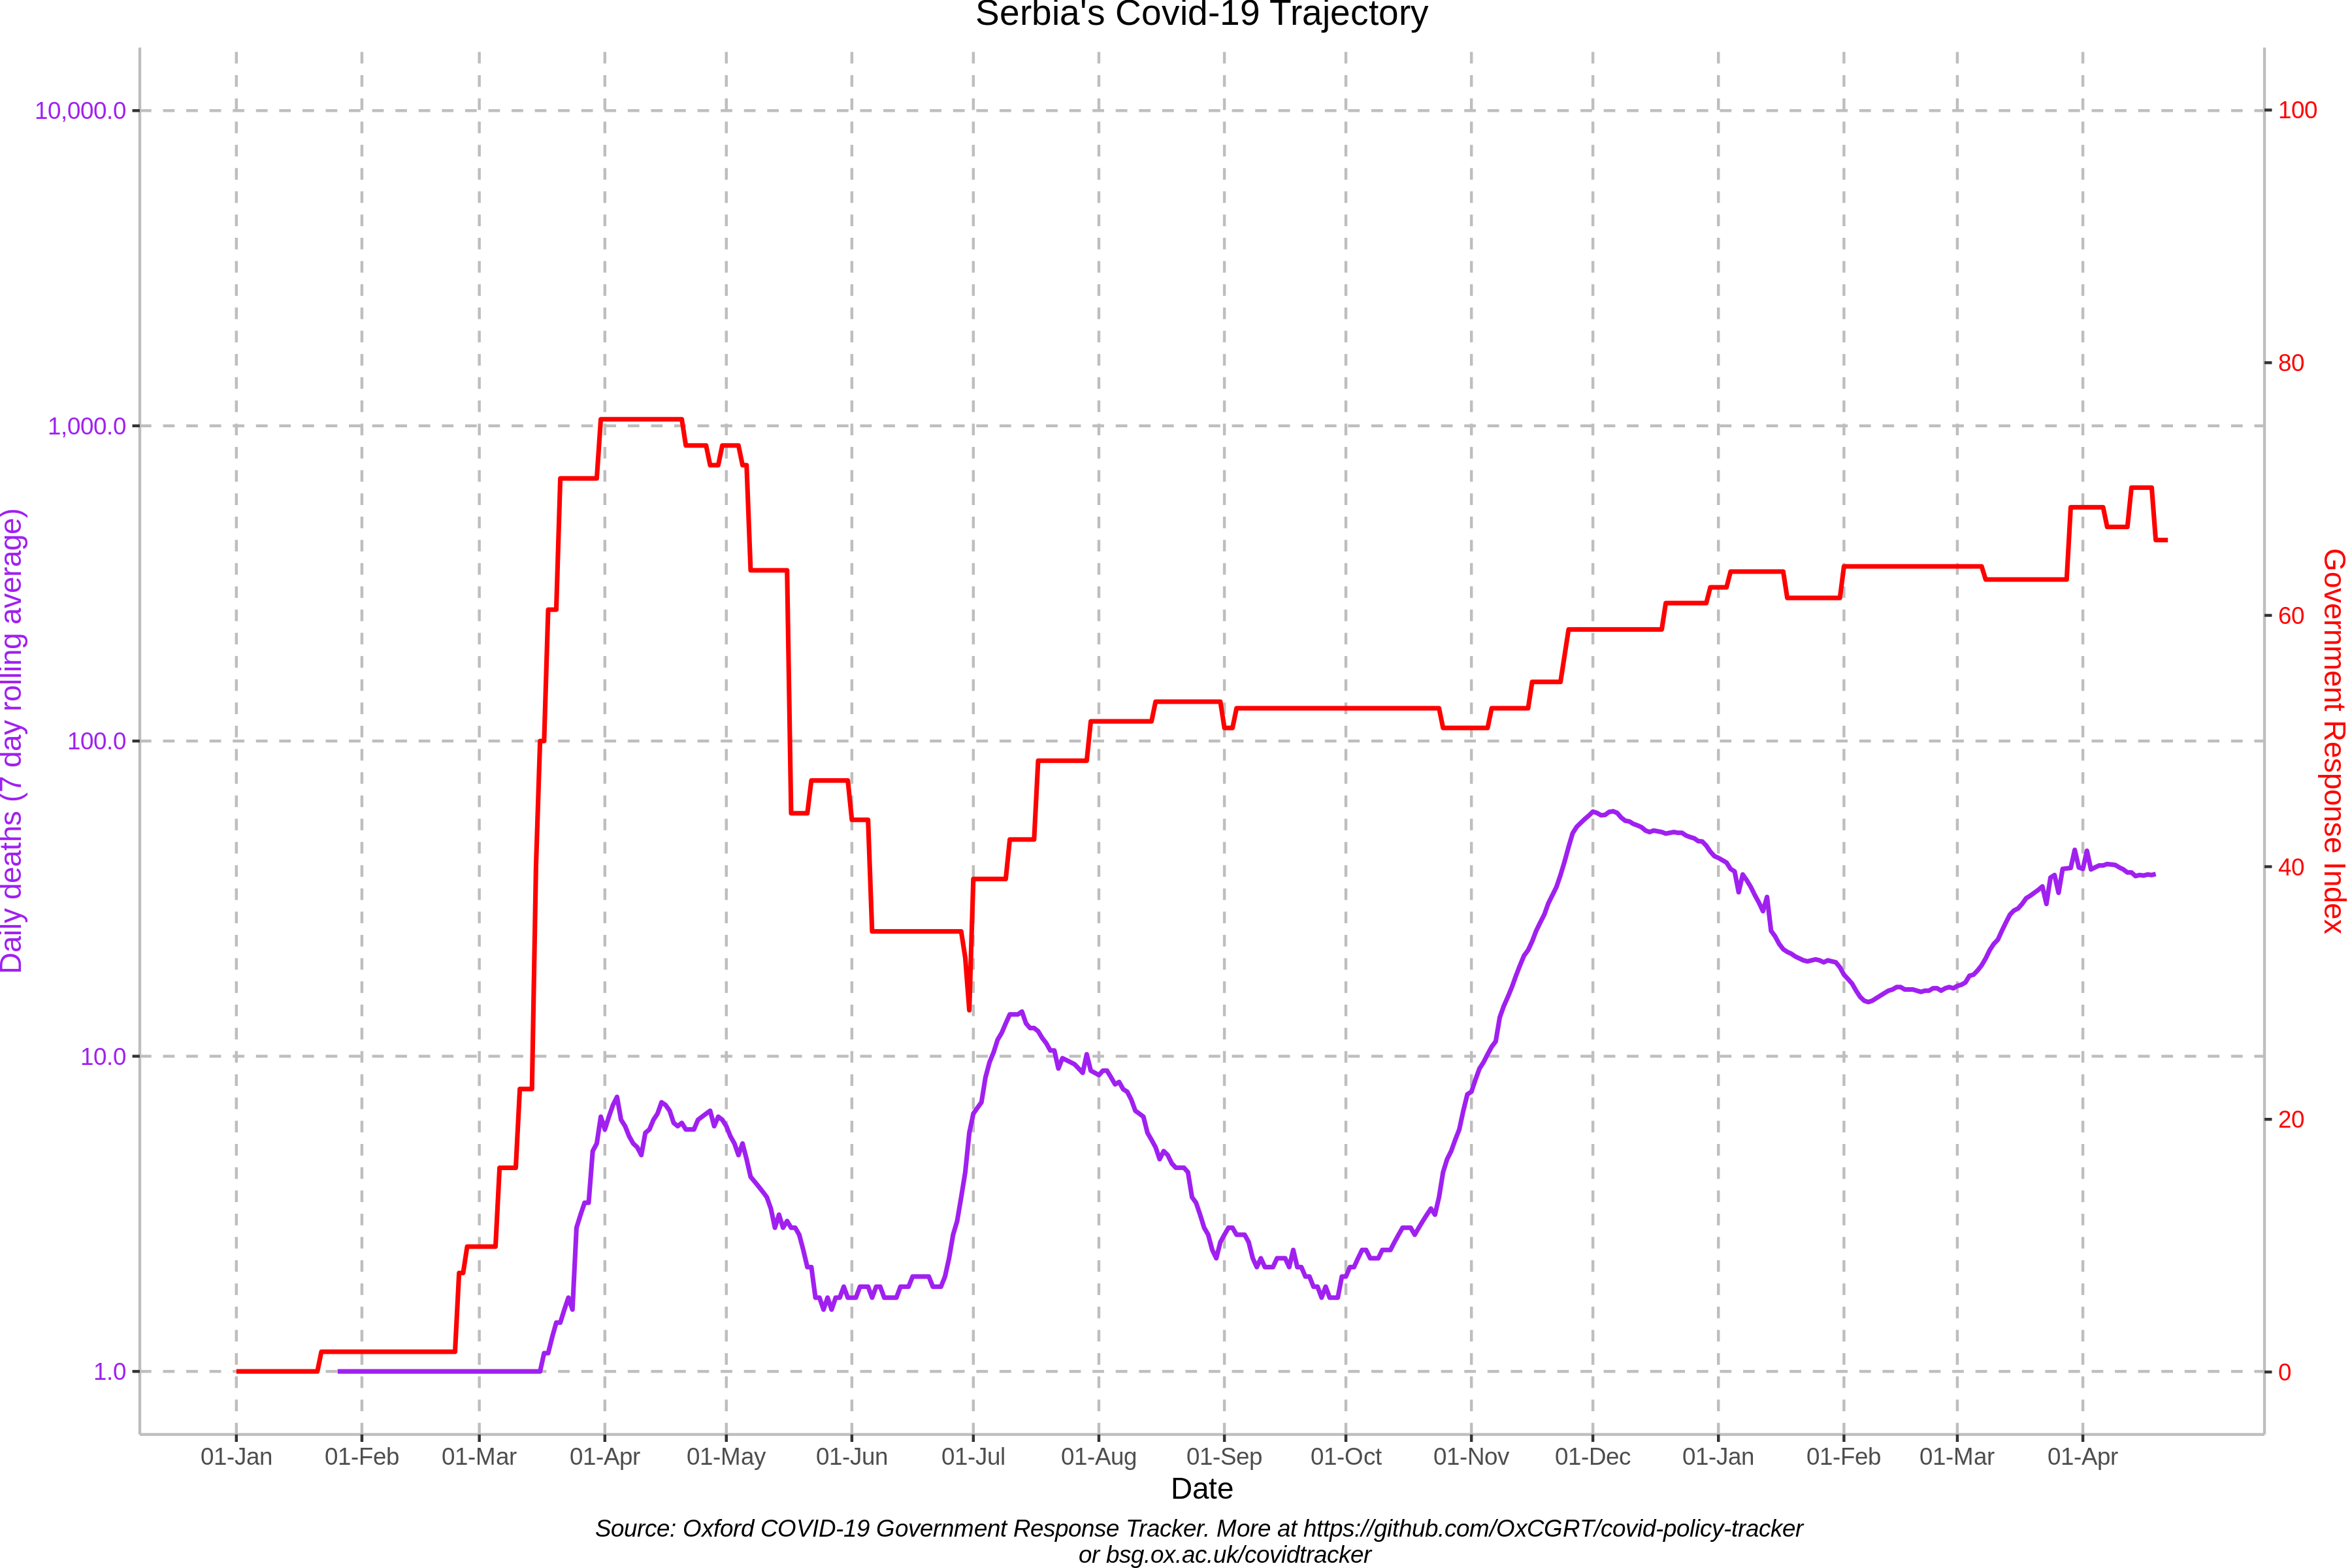 Serbia's Covid-19 Trajectory
10,000.0
1,000.0
100.0
10.0
1.0
Daily deaths (7 day rolling average)
100
80
60
40
20
0
Government Response Index
01-Jan 01-Feb 01-Mar 01-Apr 01-May 01-Jun 01-Jul 01-Aug 01-Sep 01-Oct 01-Nov 01-Dec 01-Jan 01-Feb 01-Mar 01-Apr
Date
Source: Oxford COVID-19 Government Response Tracker. More at https://github.com/OxCGRT/covid-policy-tracker
or bsg.ox.ac.uk/covidtracker